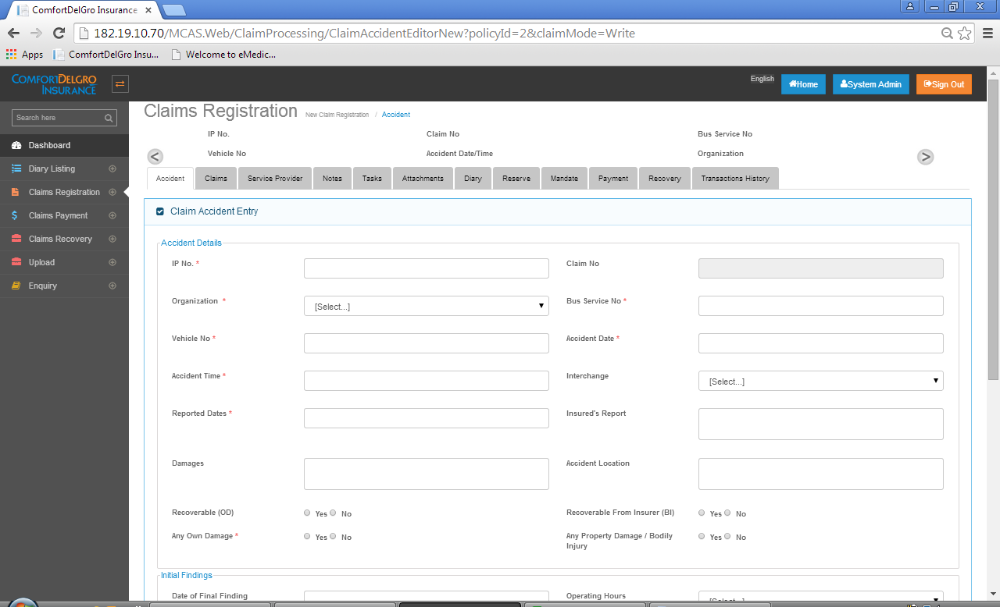 ComfortDelGro Insurance
182.19.10.70/MCAS.Web/ClaimProcessing/ClaimAccidentEditorNew?policyId=2&claimMode=Write
Apps ComfortDelGro Insu... Welcome to eMedic...
COMFORTDELGRO
INSURANCE
English Home System Admin Sign Out
Search here
Dashboard
Diary Listing
Claims Registration
Claims Payment
Claims Recovery
Upload
Enquiry
Claims Registration New Claim Registration / Accident
IP No. Claim No Bus Service No
Vehicle No Accident Date/Time Organization
< >
Accident Claims Service Provider Notes Tasks Attachments Diary Reserve Mandate Payment Recovery Transactions History
Claim Accident Entry
Accident Details
IP No. * Claim No
Organization * [Select...] Bus Service No *
Vehicle No * Accident Date *
Accident Time * Interchange [Select...]
Reported Dates * Insured's Report
Damages Accident Location
Recoverable (OD) Yes No Recoverable From Insurer (BI) Yes No
Any Own Damage * Yes No Any Property Damage / Bodily
Injury Yes No
Initial Findings
Date of Final Finding Operating Hours [Select...]